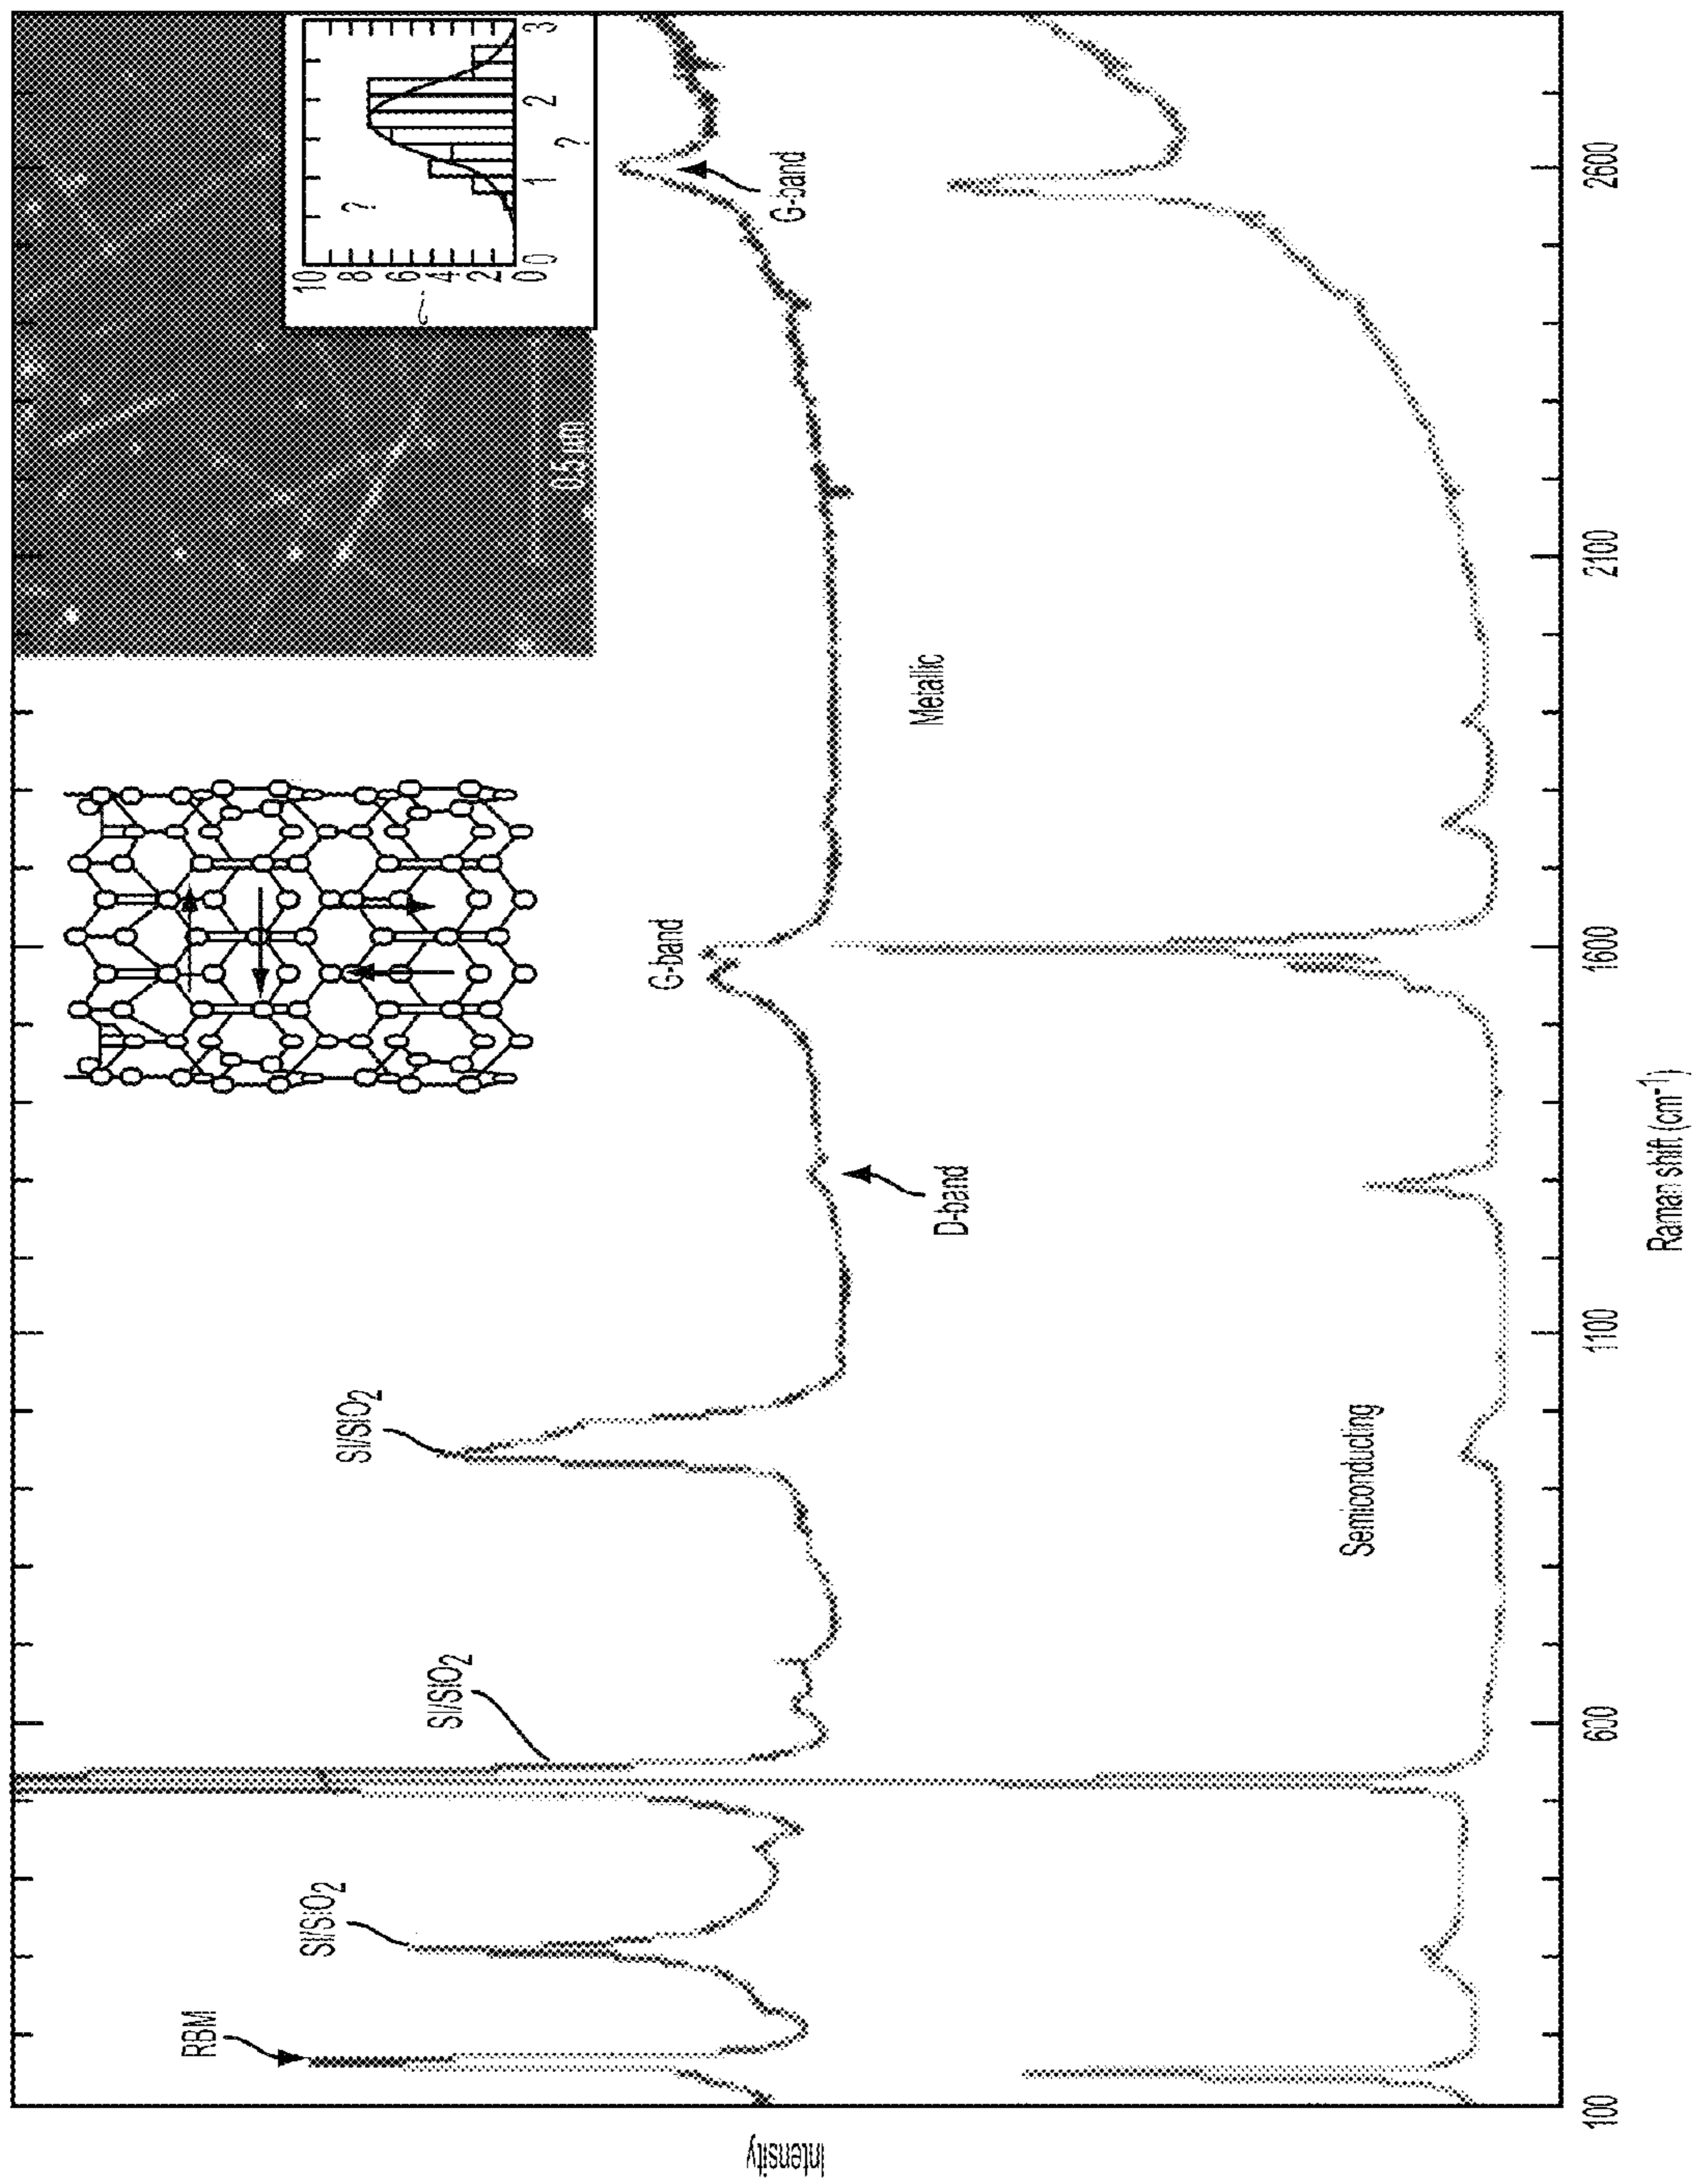 RBM
SI/SIO2
SI/SIO2
SI/SIO2
G-band
D-band
G-band
Metallic
Semiconducting
0.5 µm
10
8
6
4
2
0
0
1
2
3
?
?
?
Intensity
100
600
1100
1600
2100
2600
Raman shift (cm-1)